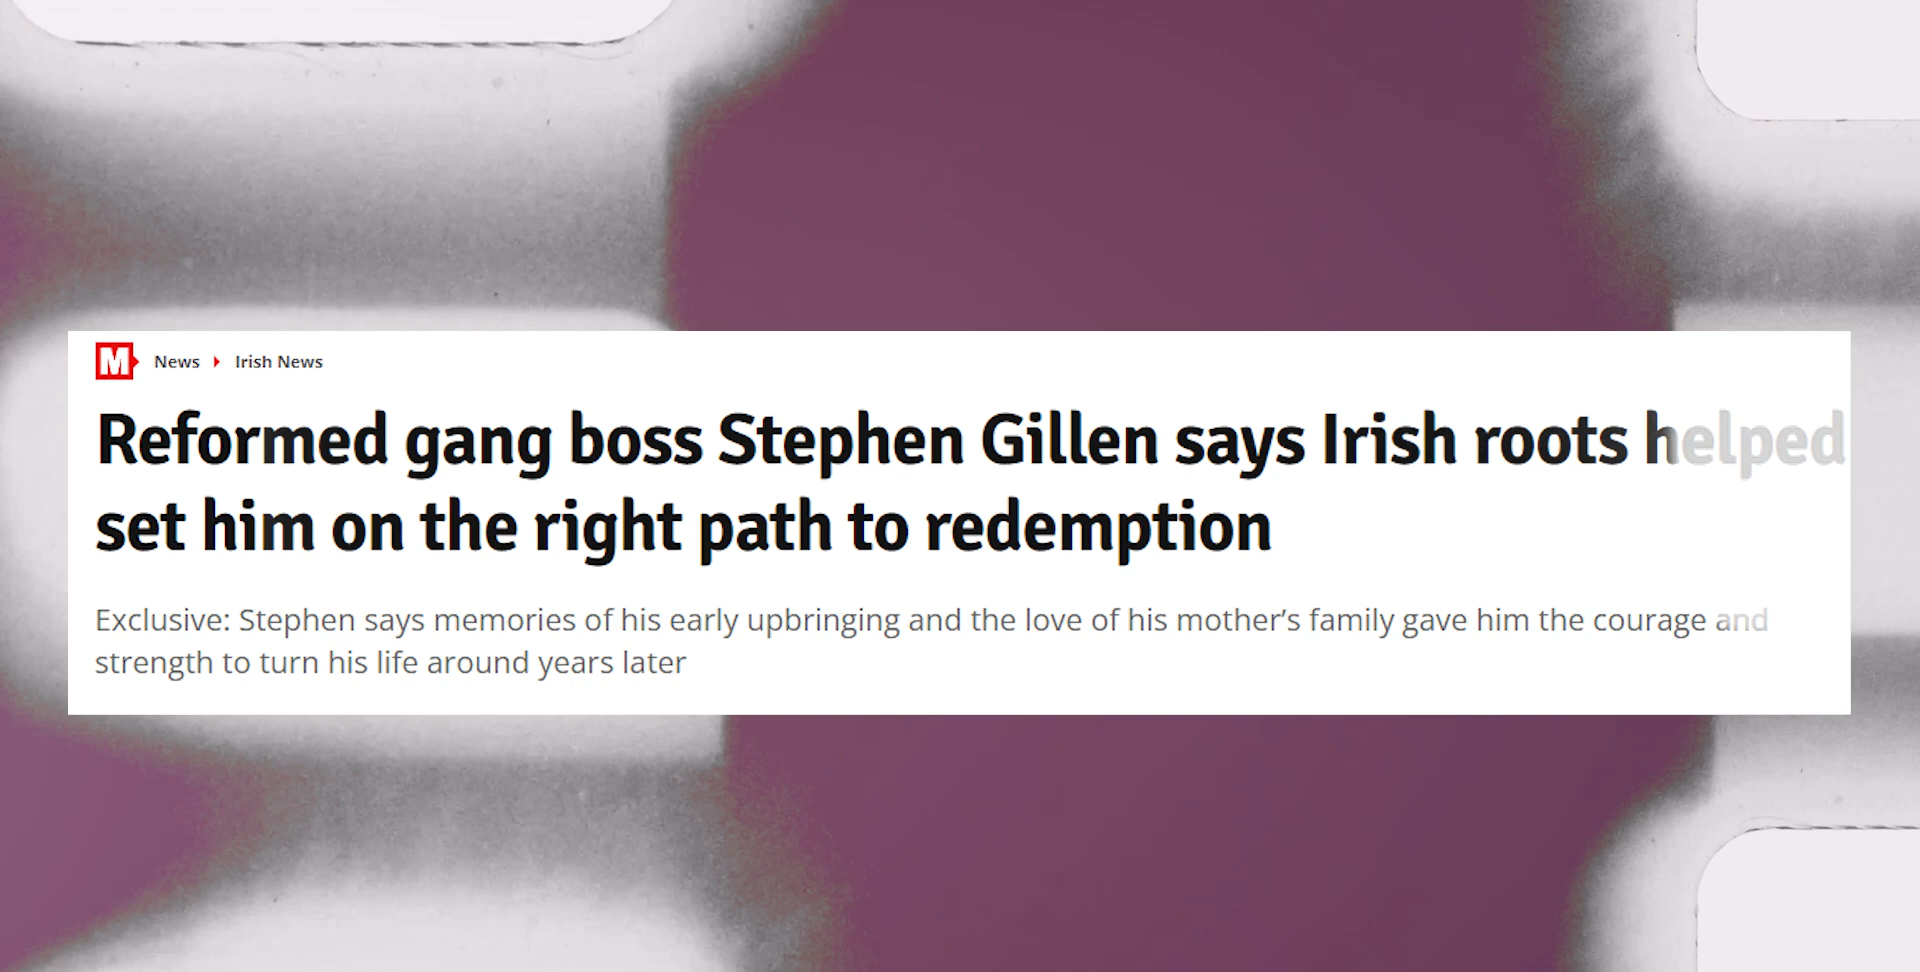 M News Irish News
Reformed gang boss Stephen Gillen says Irish roots helped
set him on the right path to redemption
Exclusive: Stephen says memories of his early upbringing and the love of his mother’s family gave him the courage and
strength to turn his life around years later